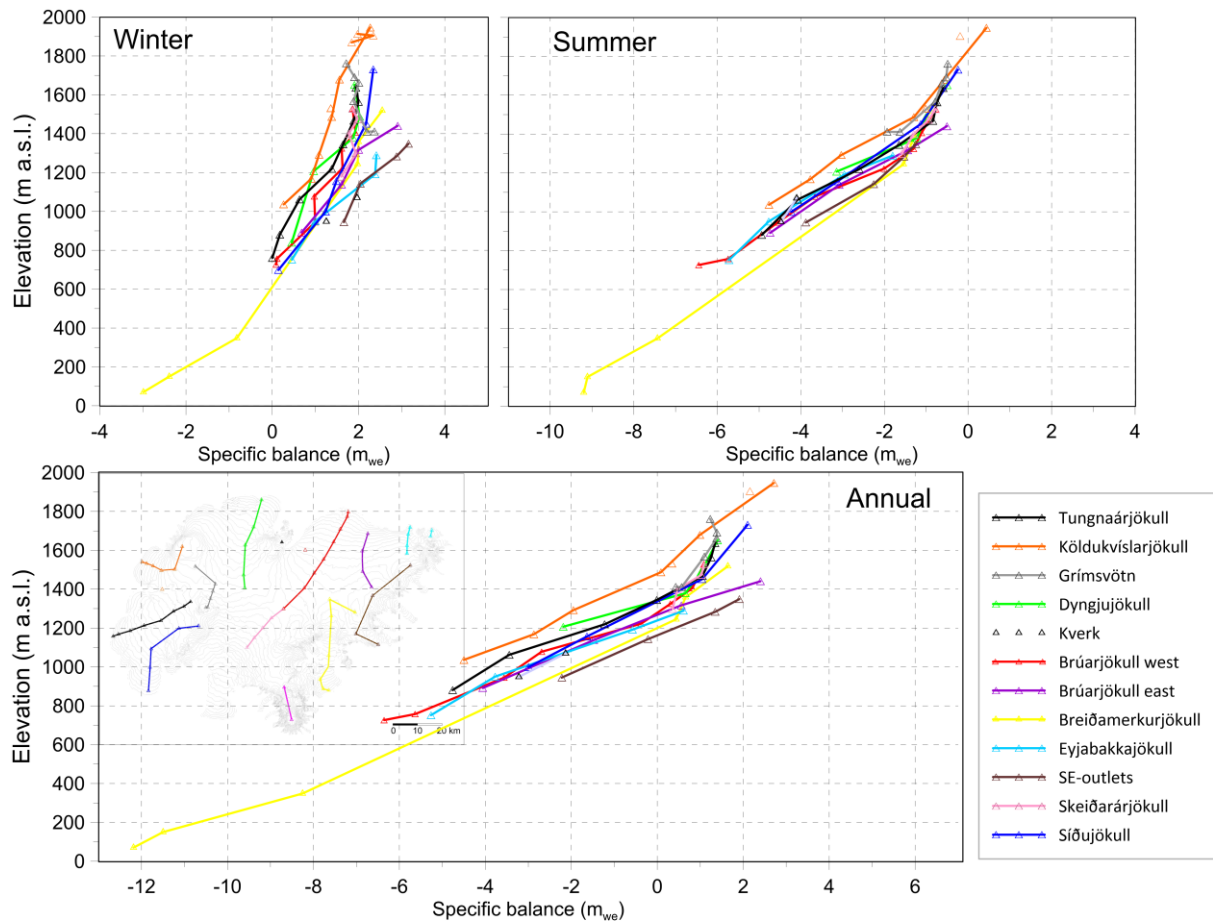 Winter
2000
1800
1600
1400
1200
1000
800
600
400
200
0
Elevation (m a.s.l.)
-4 -2 0 2 4
Specific balance (mwe)
Summer
-10 -8 -6 -4 -2 0 2 4
Specific balance (mwe)
Annual
2000
1800
1600
1400
1200
1000
800
600
400
200
0
Elevation (m a.s.l.)
0 10 20 km
-12 -10 -8 -6 -4 -2 0 2 4 6
Specific balance (mwe)
Tungnaárjökull
Köldukvíslarjökull
Grímsvötn
Dyngjujökull
Kverk
Brúarjökull west
Brúarjökull east
Breiðamerkurjökull
Eyjabakkajökull
SE-outlets
Skeiðarárjökull
Síðujökull